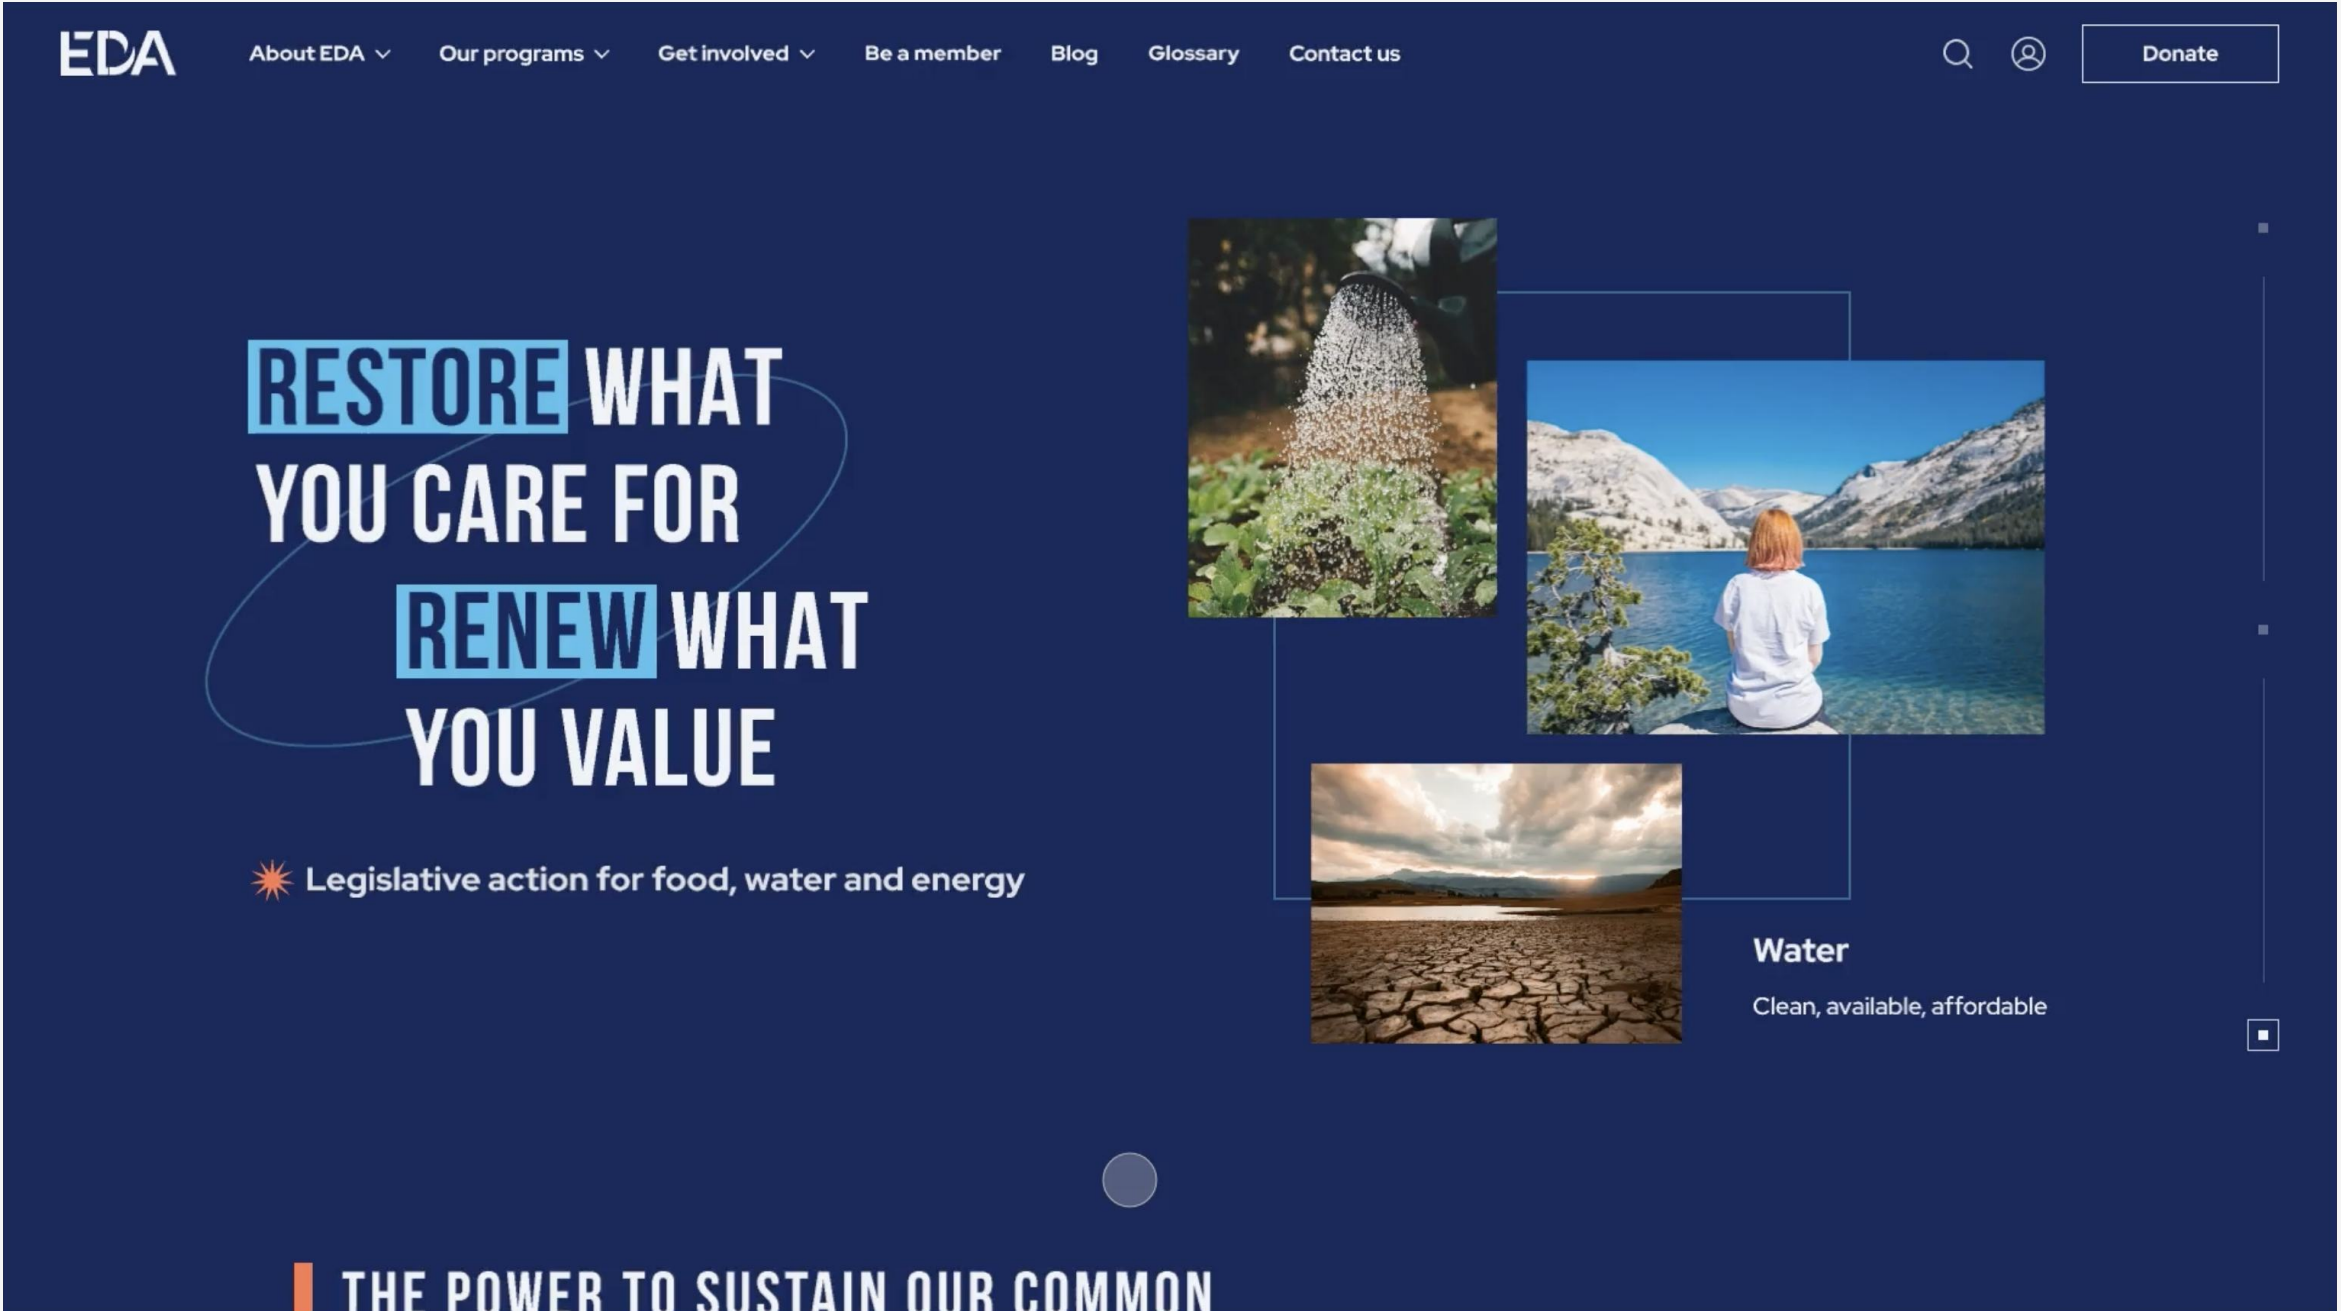 EDA
About EDA
Our programs
Get involved
Be a member
Blog
Glossary
Contact us
Donate
RESTORE WHAT
YOU CARE FOR
RENEW WHAT
YOU VALUE
Legislative action for food, water and energy
Water
Clean, available, affordable
THE POWER TO SUSTAIN OUR COMMON